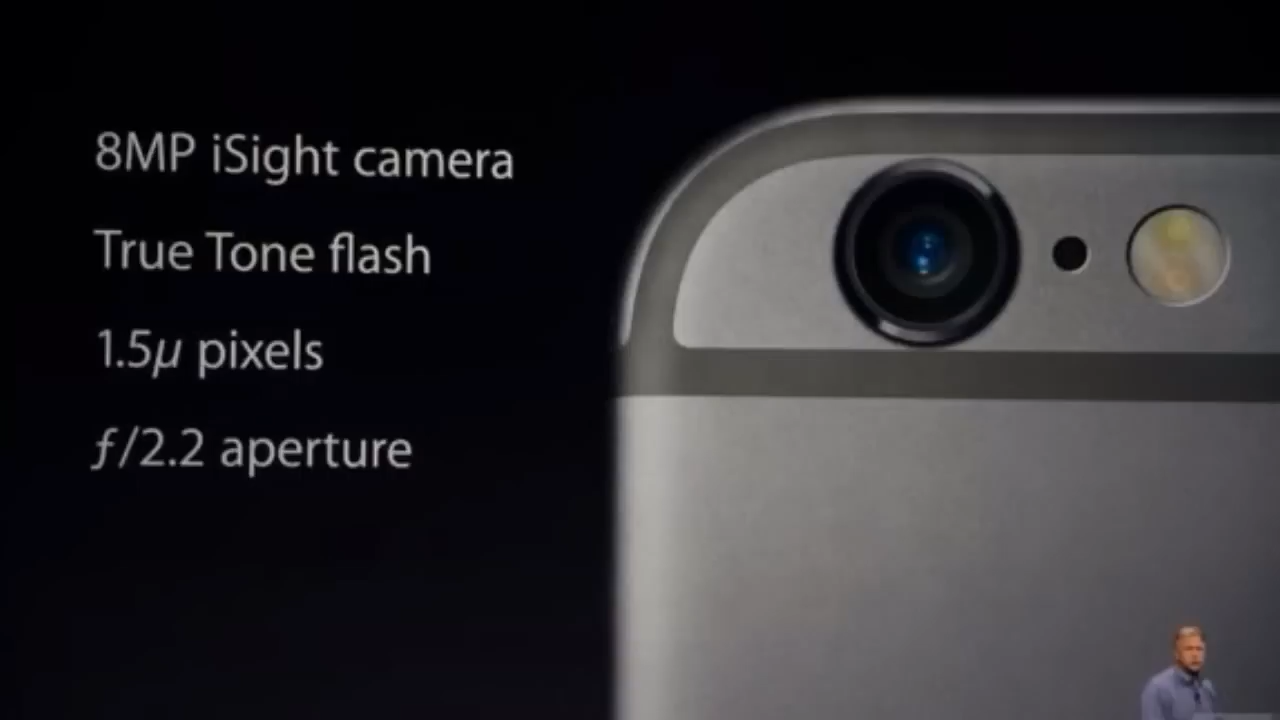 8MP iSight camera
True Tone flash
1.5µ pixels
ƒ/2.2 aperture